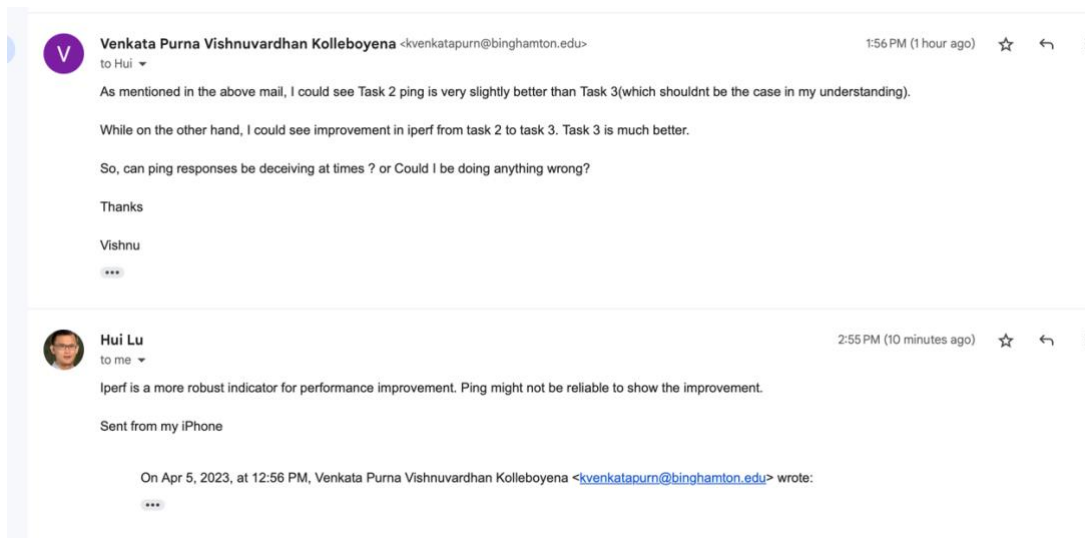 V
Venkata Purna Vishnuvardhan Kolleboyena <kvenkatapurn@binghamton.edu> 1:56 PM (1 hour ago)
to Hui
As mentioned in the above mail, I could see Task 2 ping is very slightly better than Task 3(which shouldnt be the case in my understanding).
While on the other hand, I could see improvement in iperf from task 2 to task 3. Task 3 is much better.
So, can ping responses be deceiving at times ? or Could I be doing anything wrong?
Thanks
Vishnu
Hui Lu 2:55 PM (10 minutes ago)
to me
Iperf is a more robust indicator for performance improvement. Ping might not be reliable to show the improvement.
Sent from my iPhone
On Apr 5, 2023, at 12:56 PM, Venkata Purna Vishnuvardhan Kolleboyena <kvenkatapurn@binghamton.edu> wrote: